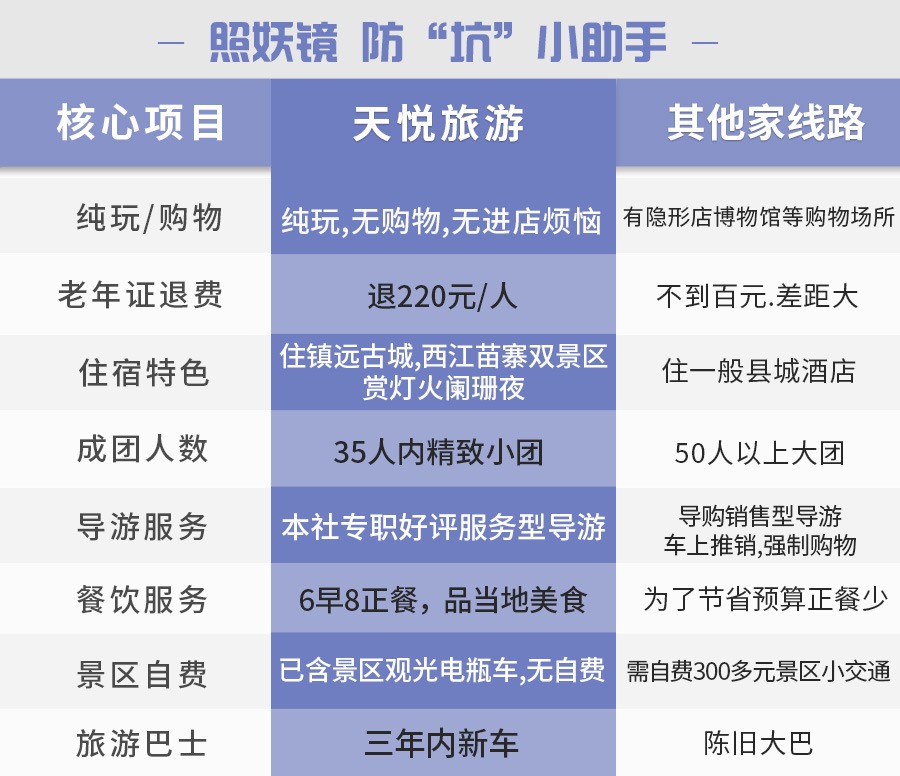 — 照妖镜 防“坑”小助手 —
核心项目 天悦旅游 其他家线路
纯玩/购物 纯玩,无购物,无进店烦恼 有隐形店博物馆等购物场所
老年证退费 退220元/人 不到百元.差距大
住宿特色 住镇远古城,西江苗寨双景区
赏灯火阑珊夜 住一般县城酒店
成团人数 35人内精致小团 50人以上大团
导游服务 本社专职好评服务型导游 导购销售型导游
车上推销,强制购物
餐饮服务 6早8正餐，品当地美食 为了节省预算正餐少
景区自费 已含景区观光电瓶车,无自费 需自费300多元景区小交通
旅游巴士 三年内新车 陈旧大巴